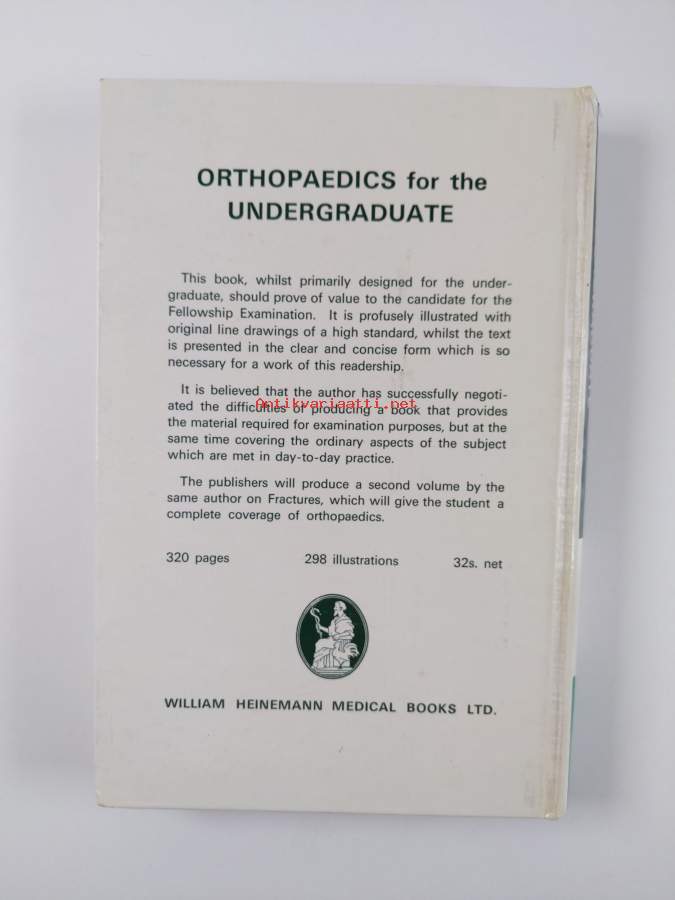 ORTHOPAEDICS for the
UNDERGRADUATE
This book, whilst primarily designed for the under-
graduate, should prove of value to the candidate for the
Fellowship Examination. It is profusely illustrated with
original line drawings of a high standard, whilst the text
is presented in the clear and concise form which is so
necessary for a work of this readership.
It is believed that the author has successfully negoti-
Antikvariaatti.net
ated the difficulties of producing a book that provides
the material required for examination purposes, but at the
same time covering the ordinary aspects of the subject
which are met in day-to-day practice.
The publishers will produce a second volume by the
same author on Fractures, which will give the student a
complete coverage of orthopaedics.
320 pages 298 illustrations 32s. net
WILLIAM HEINEMANN MEDICAL BOOKS LTD.